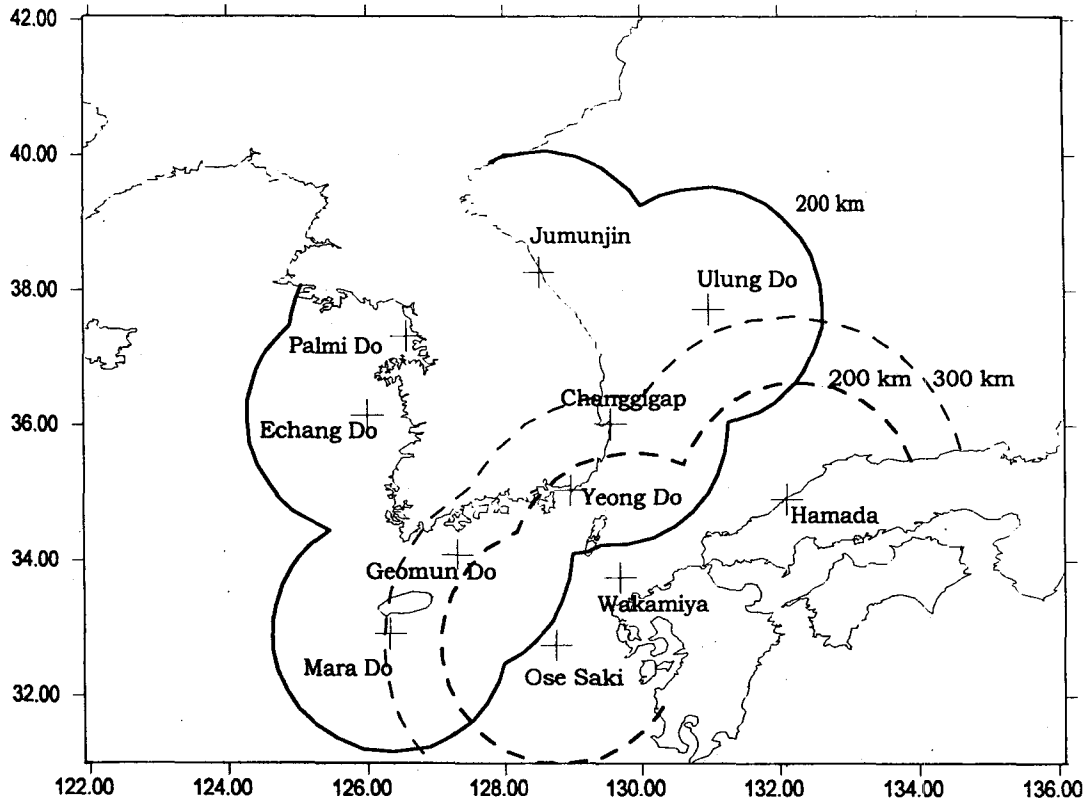 42.00
40.00
200 km
Jumunjin
38.00
Ulung Do
Palmi Do
200 km
300 km
Changgigap
36.00
Echang Do
Yeong Do
Hamada
34.00
Geomun Do
Wakamiya
Mara Do
Ose Saki
32.00
122.00
124.00
126.00
128.00
130.00
132.00
134.00
136.00